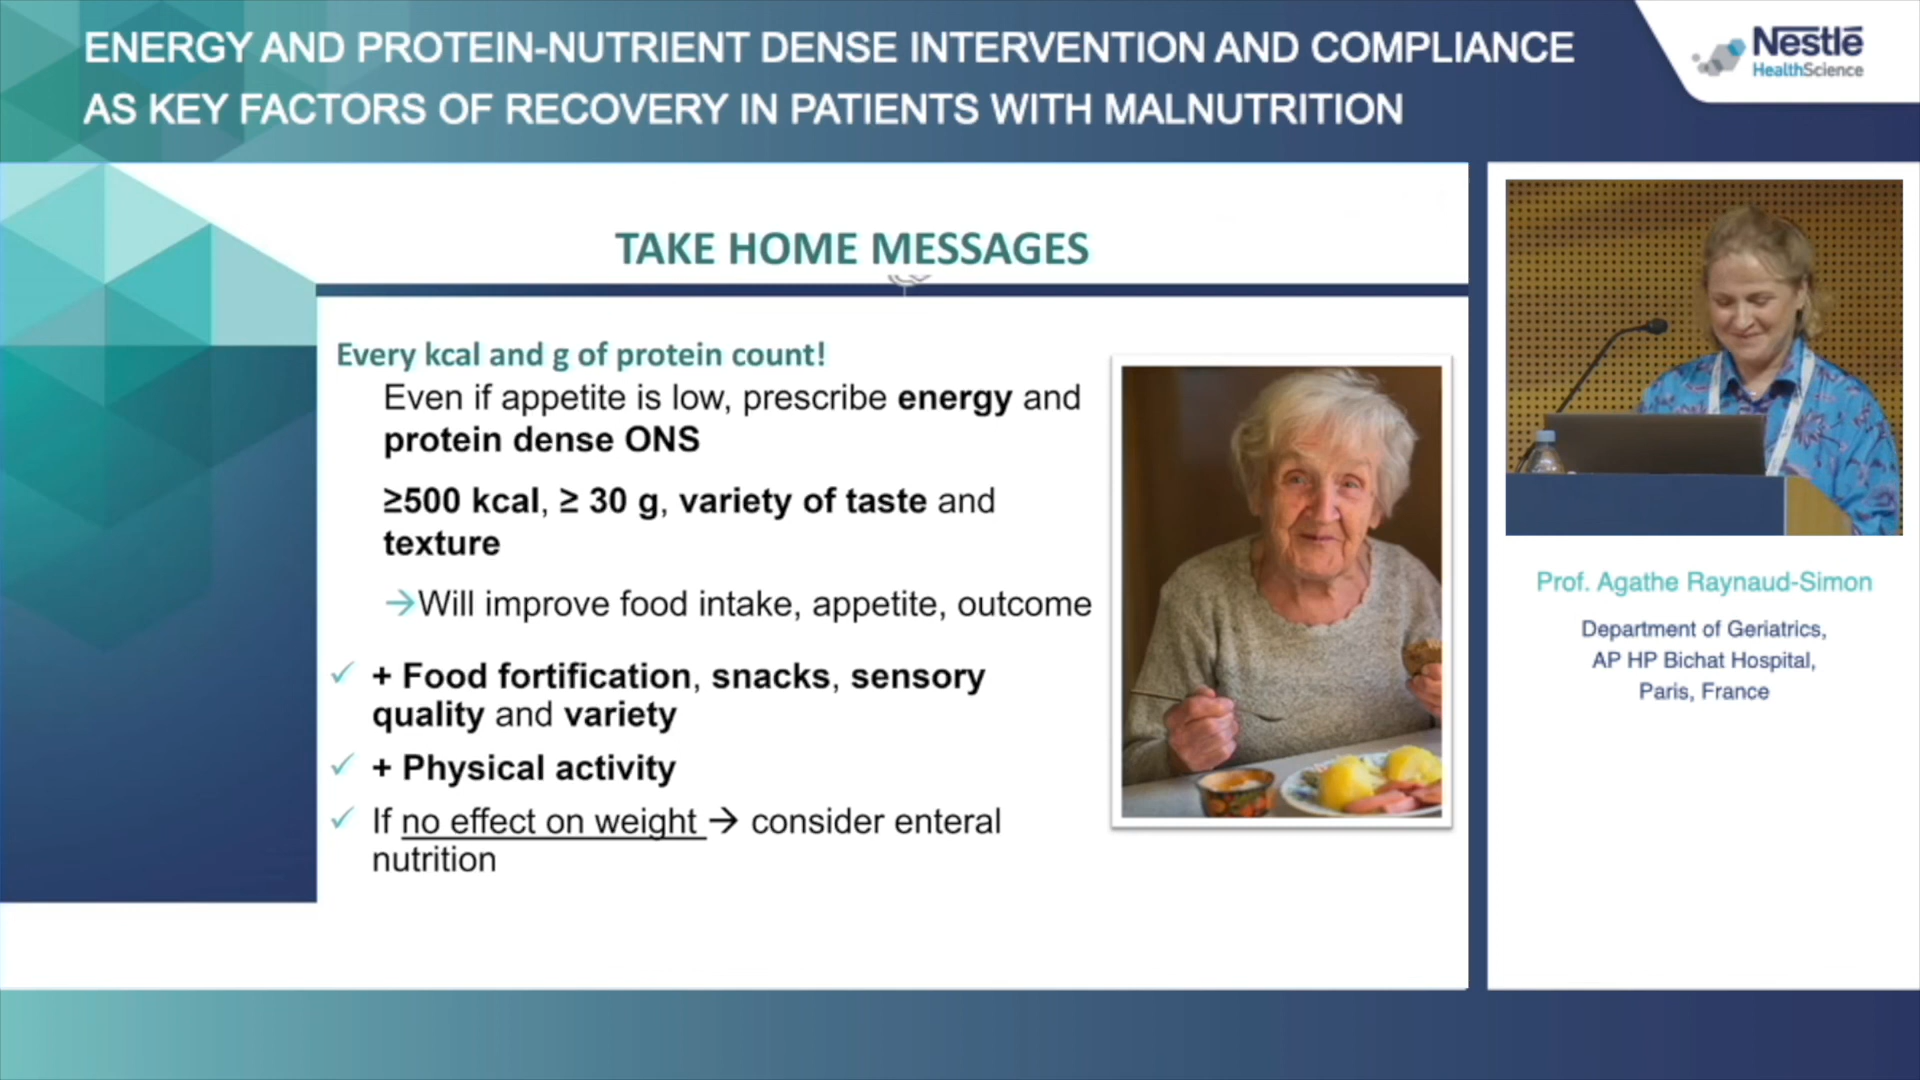 ENERGY AND PROTEIN-NUTRIENT DENSE INTERVENTION AND COMPLIANCE
AS KEY FACTORS OF RECOVERY IN PATIENTS WITH MALNUTRITION
Nestlé
HealthScience
TAKE HOME MESSAGES
Every kcal and g of protein count!
Even if appetite is low, prescribe energy and
protein dense ONS
≥500 kcal, ≥ 30 g, variety of taste and
texture
→Will improve food intake, appetite, outcome
✓ + Food fortification, snacks, sensory
quality and variety
✓ + Physical activity
✓ If no effect on weight → consider enteral
nutrition
Prof. Agathe Raynaud-Simon
Department of Geriatrics,
AP HP Bichat Hospital,
Paris, France